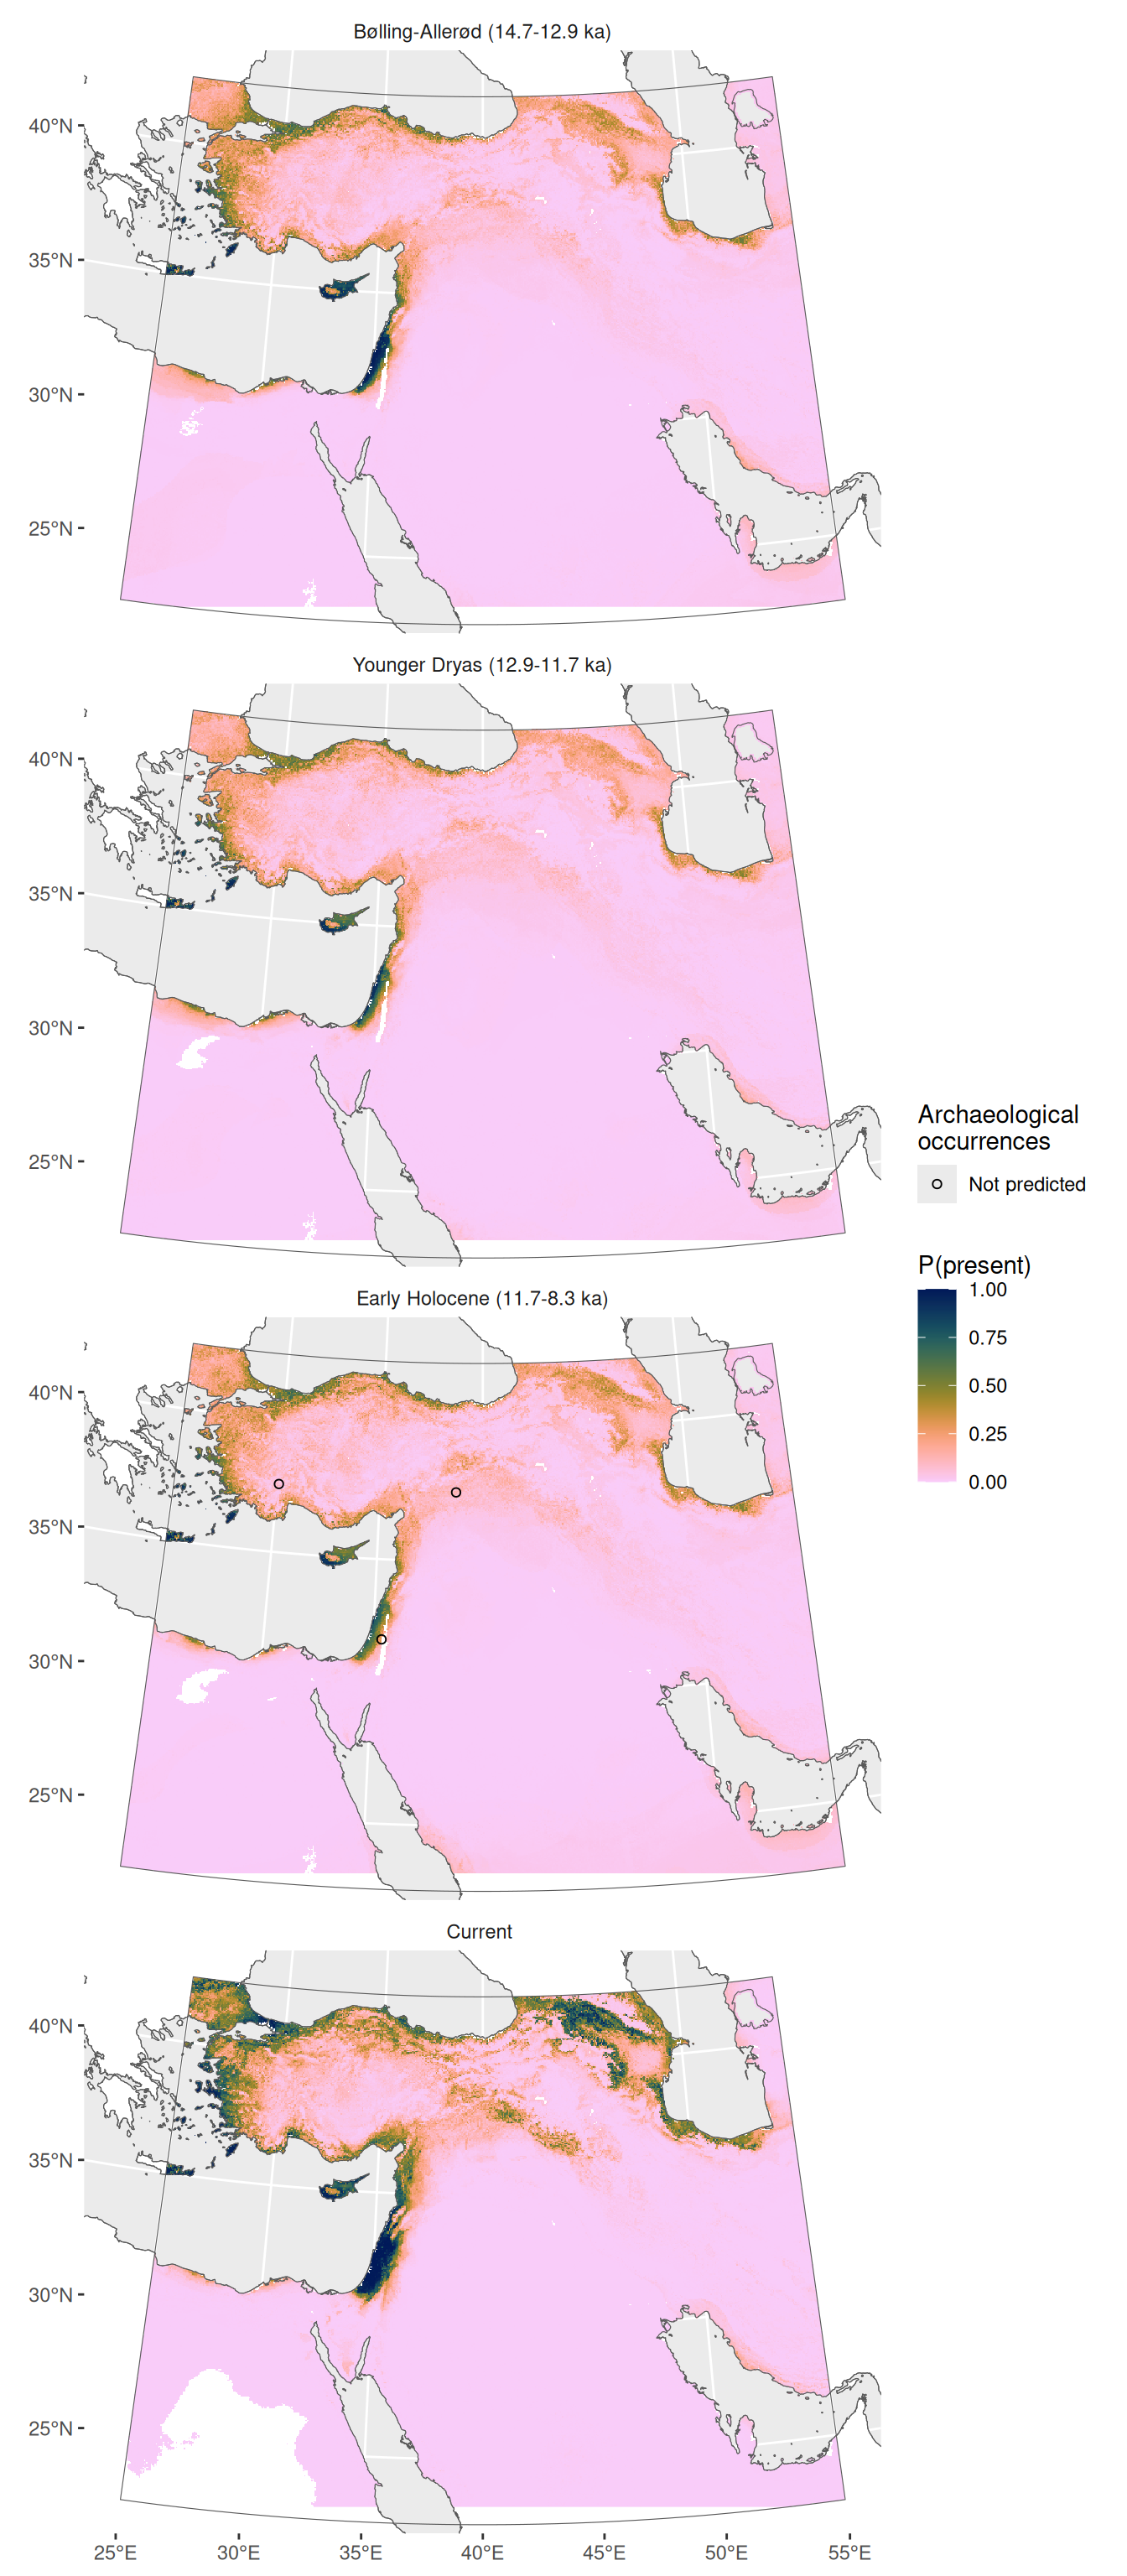 Bølling-Allerød (14.7-12.9 ka)
40°N
35°N
30°N
25°N
Younger Dryas (12.9-11.7 ka)
40°N
35°N
30°N
25°N
Archaeological
occurrences
Not predicted
P(present)
1.00
0.75
0.50
0.25
0.00
Early Holocene (11.7-8.3 ka)
40°N
35°N
30°N
25°N
Current
40°N
35°N
30°N
25°N
25°E 30°E 35°E 40°E 45°E 50°E 55°E